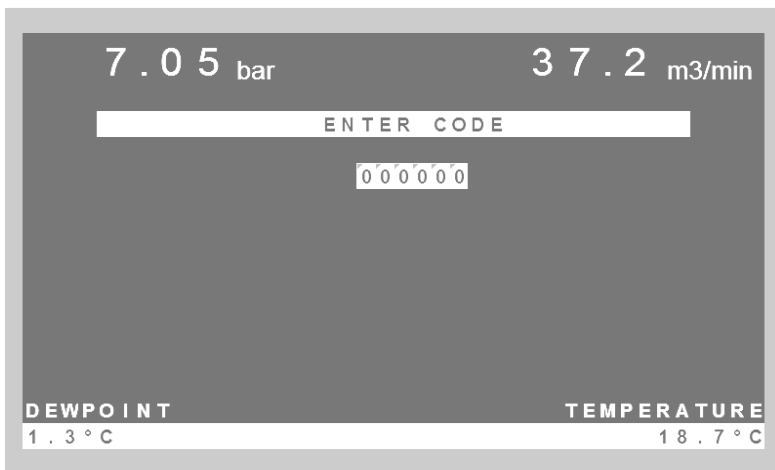 7.05 bar 37.2 m3/min
ENTER CODE
000000
DEWPOINT TEMPERATURE
1.3°C 18.7°C